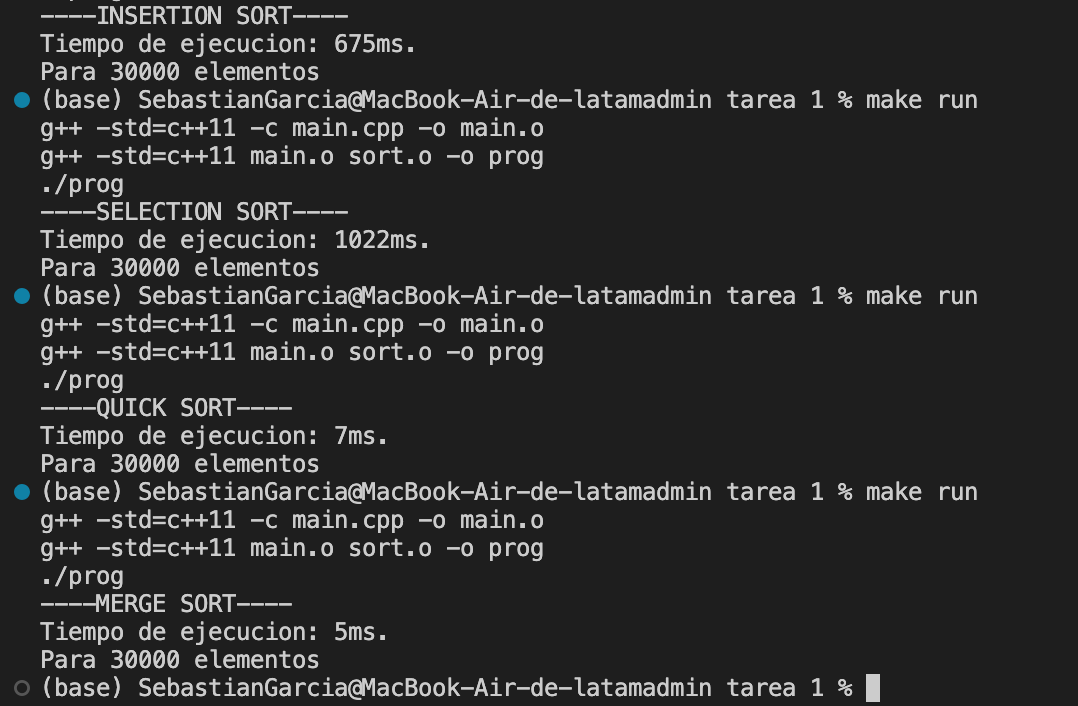 ----INSERTION SORT----
Tiempo de ejecucion: 675ms.
Para 30000 elementos
(base) SebastianGarcia@MacBook-Air-de-latamadmin tarea 1 % make run
g++ -std=c++11 -c main.cpp -o main.o
g++ -std=c++11 main.o sort.o -o prog
./prog
----SELECTION SORT----
Tiempo de ejecucion: 1022ms.
Para 30000 elementos
(base) SebastianGarcia@MacBook-Air-de-latamadmin tarea 1 % make run
g++ -std=c++11 -c main.cpp -o main.o
g++ -std=c++11 main.o sort.o -o prog
./prog
----QUICK SORT----
Tiempo de ejecucion: 7ms.
Para 30000 elementos
(base) SebastianGarcia@MacBook-Air-de-latamadmin tarea 1 % make run
g++ -std=c++11 -c main.cpp -o main.o
g++ -std=c++11 main.o sort.o -o prog
./prog
----MERGE SORT----
Tiempo de ejecucion: 5ms.
Para 30000 elementos
(base) SebastianGarcia@MacBook-Air-de-latamadmin tarea 1 %